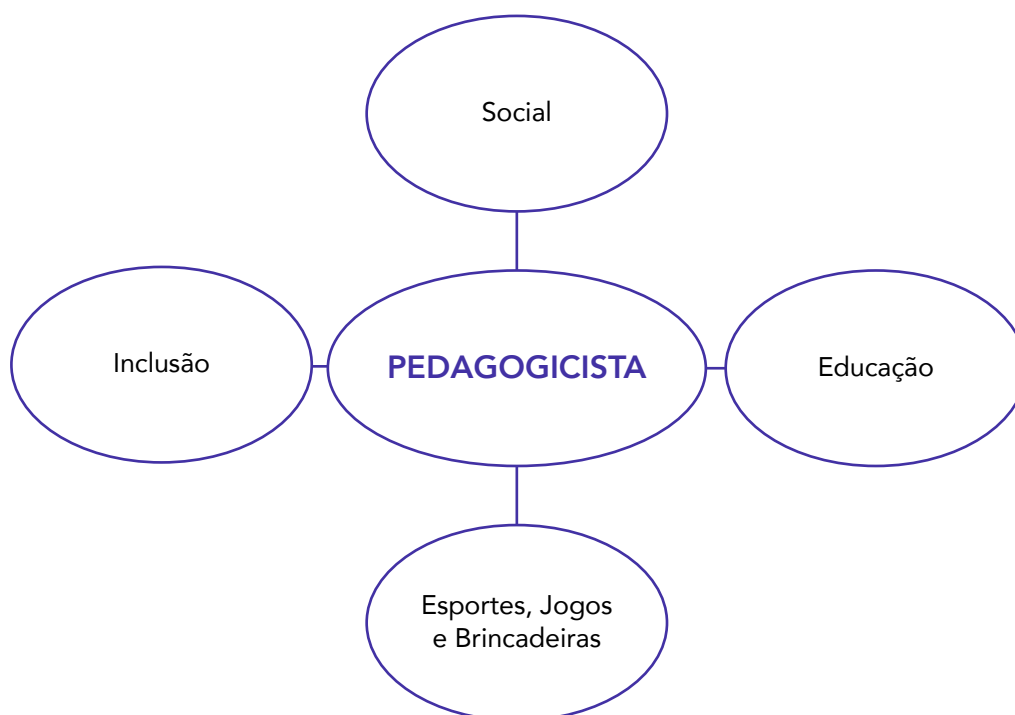 Social
Inclusão
PEDAGOGICISTA
Educação
Esportes, Jogos
e Brincadeiras